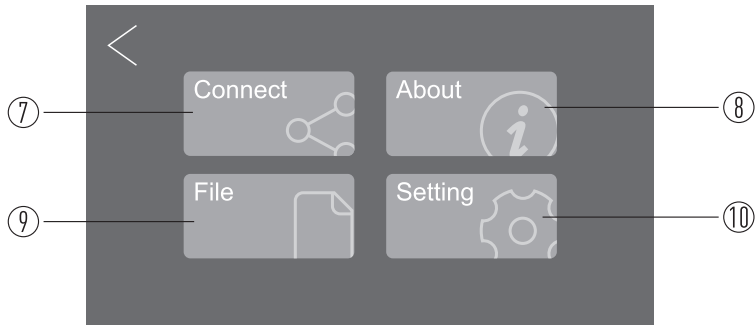 ⑦ Connect About ⑧
⑨ File Setting ⑩